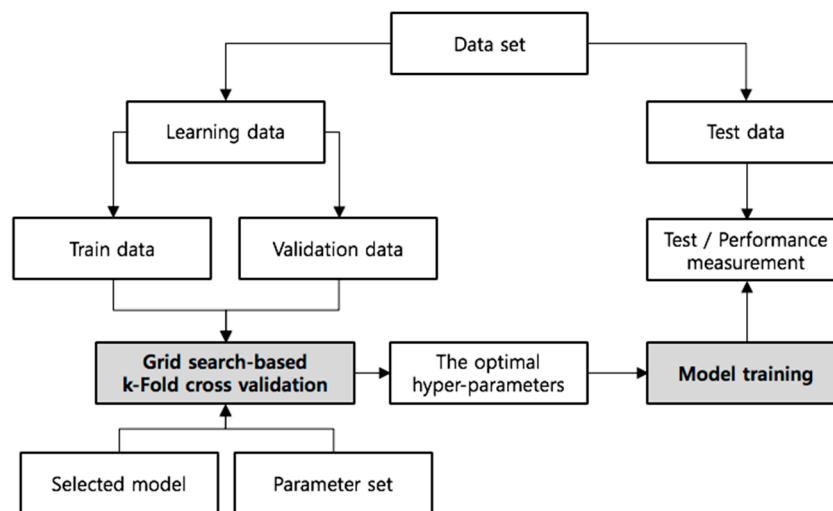 Data set
Learning data
Test data
Train data
Validation data
Test / Performance
measurement
Grid search-based
k-Fold cross validation
The optimal
hyper-parameters
Model training
Selected model
Parameter set